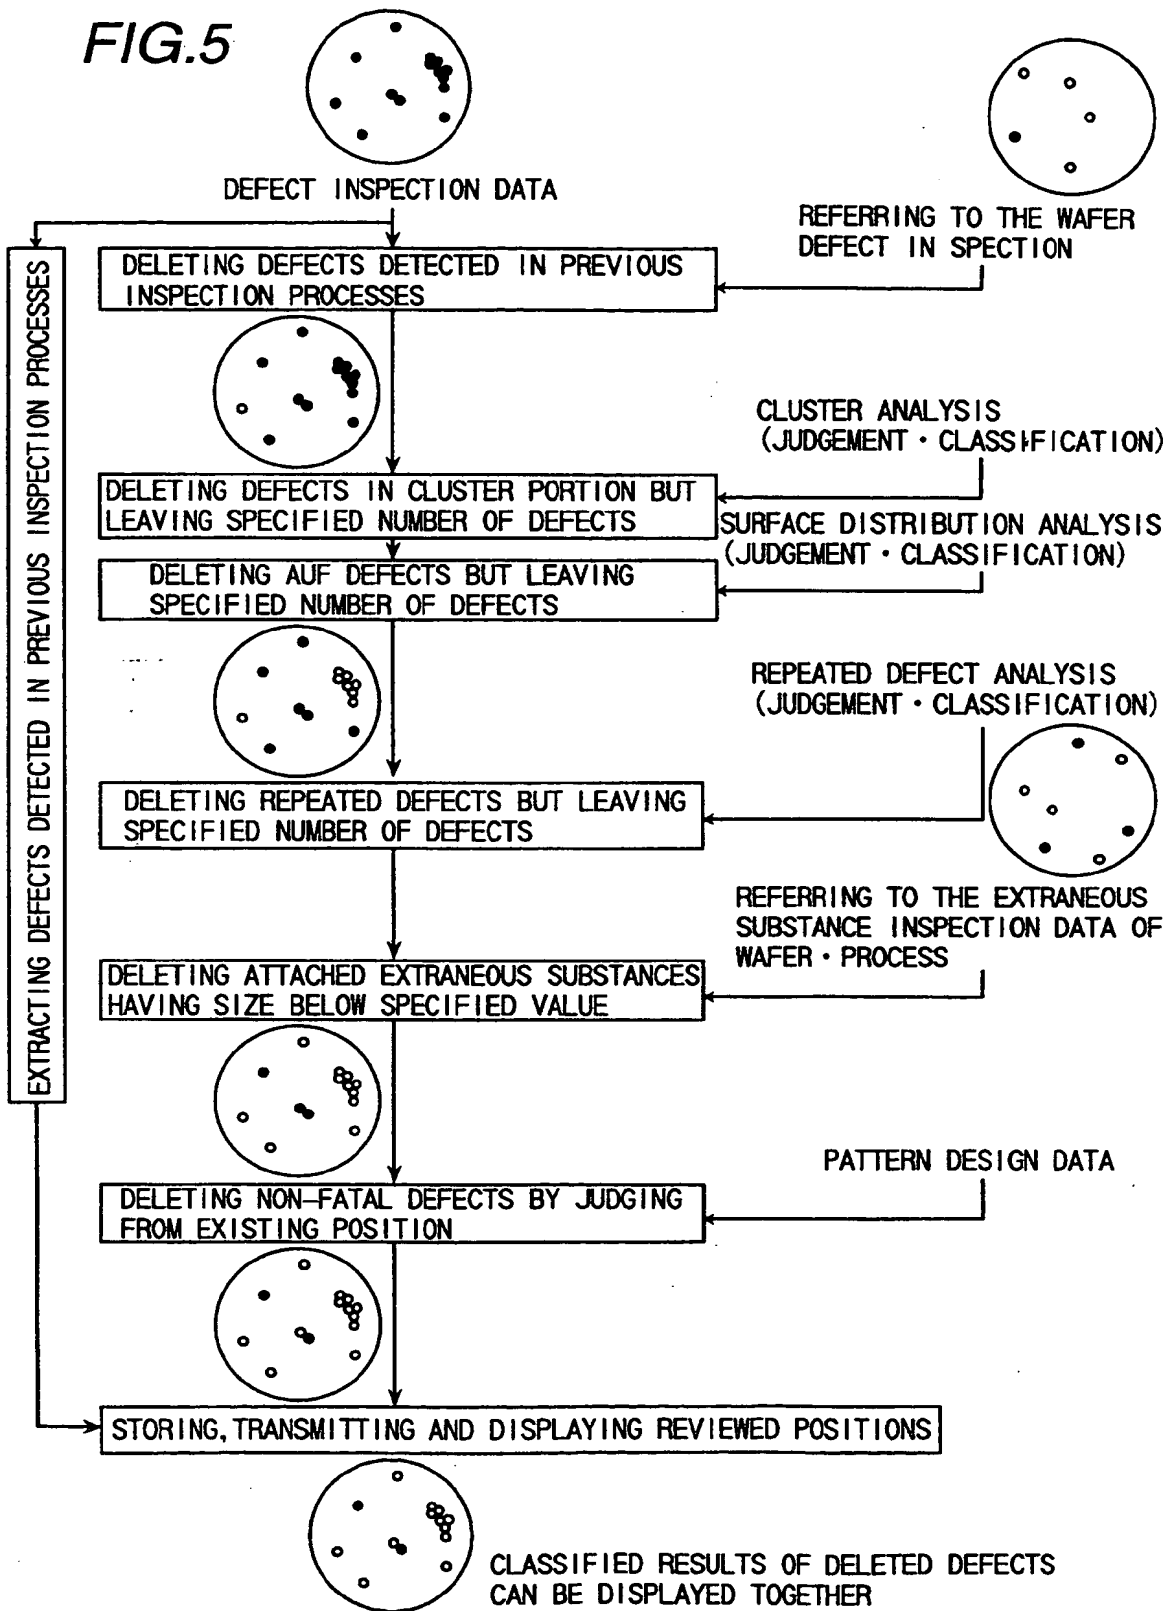 FIG.5
DEFECT INSPECTION DATA
REFERRING TO THE WAFER
DEFECT IN SPECTION
DELETING DEFECTS DETECTED IN PREVIOUS
INSPECTION PROCESSES
EXTRACTING DEFECTS DETECTED IN PREVIOUS INSPECTION PROCESSES
CLUSTER ANALYSIS
(JUDGEMENT・CLASSIFICATION)
DELETING DEFECTS IN CLUSTER PORTION BUT
LEAVING SPECIFIED NUMBER OF DEFECTS
SURFACE DISTRIBUTION ANALYSIS
(JUDGEMENT・CLASSIFICATION)
DELETING AUF DEFECTS BUT LEAVING
SPECIFIED NUMBER OF DEFECTS
REPEATED DEFECT ANALYSIS
(JUDGEMENT・CLASSIFICATION)
DELETING REPEATED DEFECTS BUT LEAVING
SPECIFIED NUMBER OF DEFECTS
REFERRING TO THE EXTRANEOUS
SUBSTANCE INSPECTION DATA OF
WAFER・PROCESS
DELETING ATTACHED EXTRANEOUS SUBSTANCES
HAVING SIZE BELOW SPECIFIED VALUE
PATTERN DESIGN DATA
DELETING NON-FATAL DEFECTS BY JUDGING
FROM EXISTING POSITION
STORING, TRANSMITTING AND DISPLAYING REVIEWED POSITIONS
CLASSIFIED RESULTS OF DELETED DEFECTS
CAN BE DISPLAYED TOGETHER